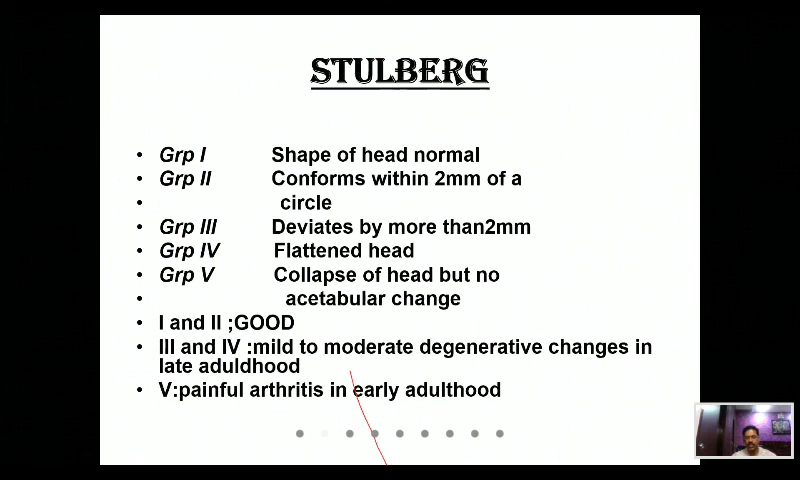 STULBERG
• Grp I Shape of head normal
• Grp II Conforms within 2mm of a
• circle
• Grp III Deviates by more than2mm
• Grp IV Flattened head
• Grp V Collapse of head but no
• acetabular change
• I and II ;GOOD
• III and IV :mild to moderate degenerative changes in
late aduldhood
• V:painful arthritis in early adulthood